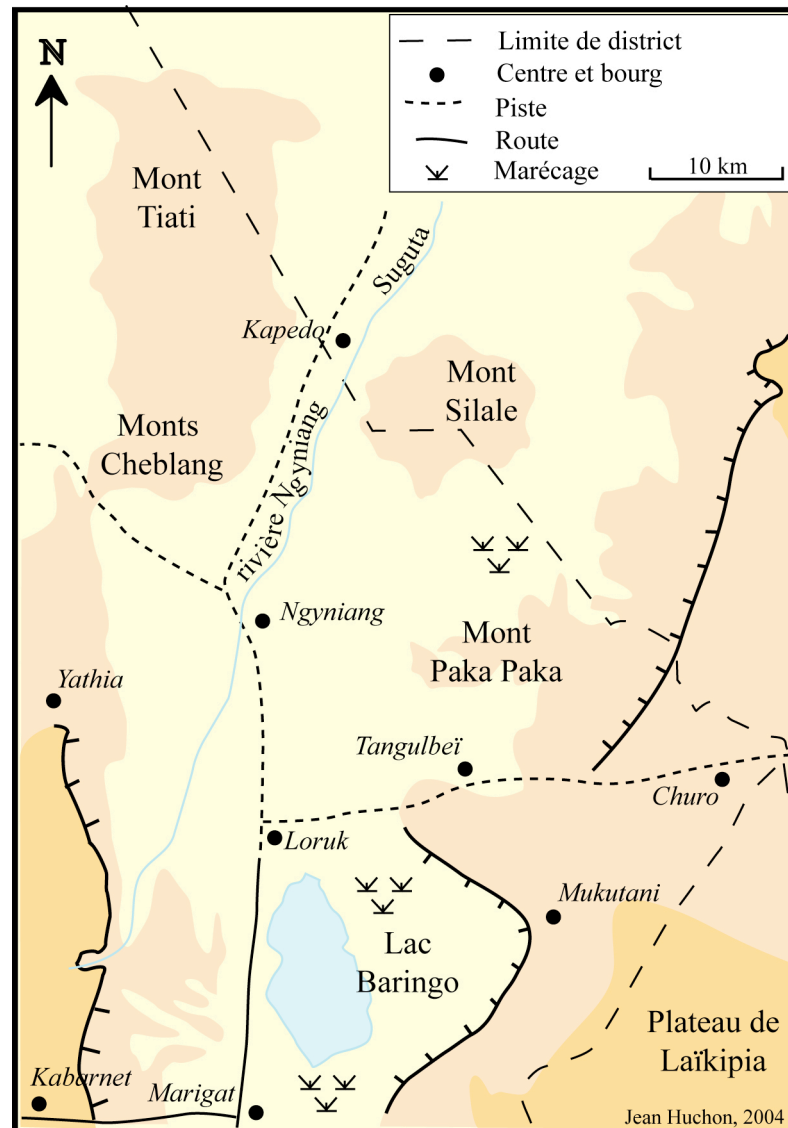 N
Limite de district
Centre et bourg
Piste
Route
Marécage
10 km
Mont
Tiati
Suguta
Kapedo
Mont
Silale
Monts
Cheblang
rivière Ngyniang
Ngyniang
Mont
Paka Paka
Yathia
Tangulbeï
Churo
Loruk
Mukutani
Lac
Baringo
Plateau de
Laïkipia
Kabarnet
Marigat
Jean Huchon, 2004